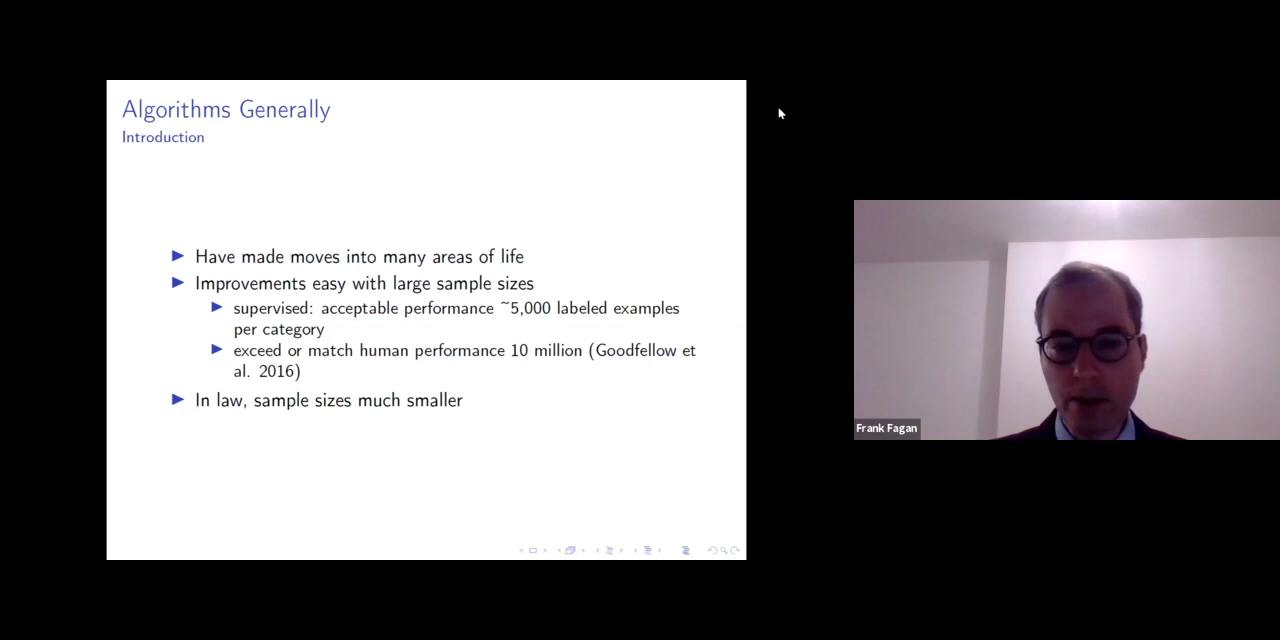 Algorithms Generally
Introduction
Have made moves into many areas of life
Improvements easy with large sample sizes
supervised: acceptable performance ~5,000 labeled examples
per category
exceed or match human performance 10 million (Goodfellow et
al. 2016)
In law, sample sizes much smaller
Frank Fagan